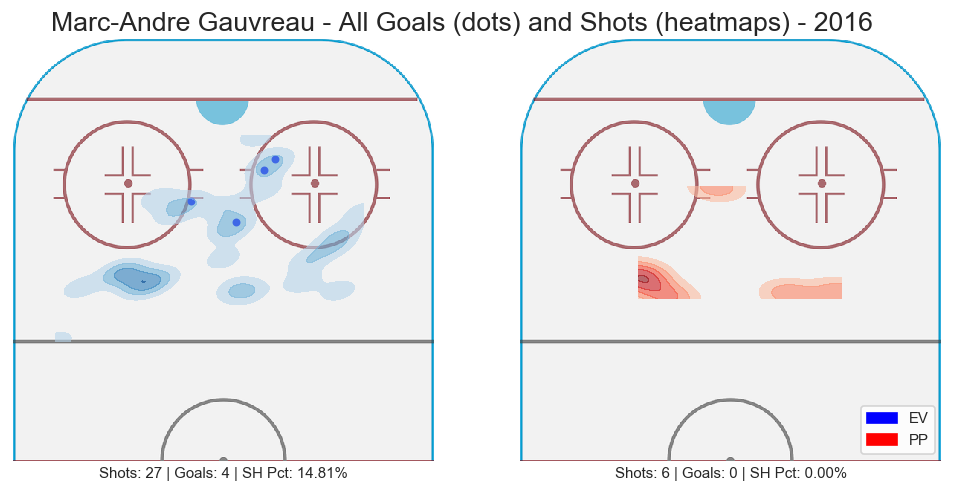 Marc-Andre Gauvreau - All Goals (dots) and Shots (heatmaps) - 2016
EV
PP
Shots: 27 | Goals: 4 | SH Pct: 14.81%
Shots: 6 | Goals: 0 | SH Pct: 0.00%